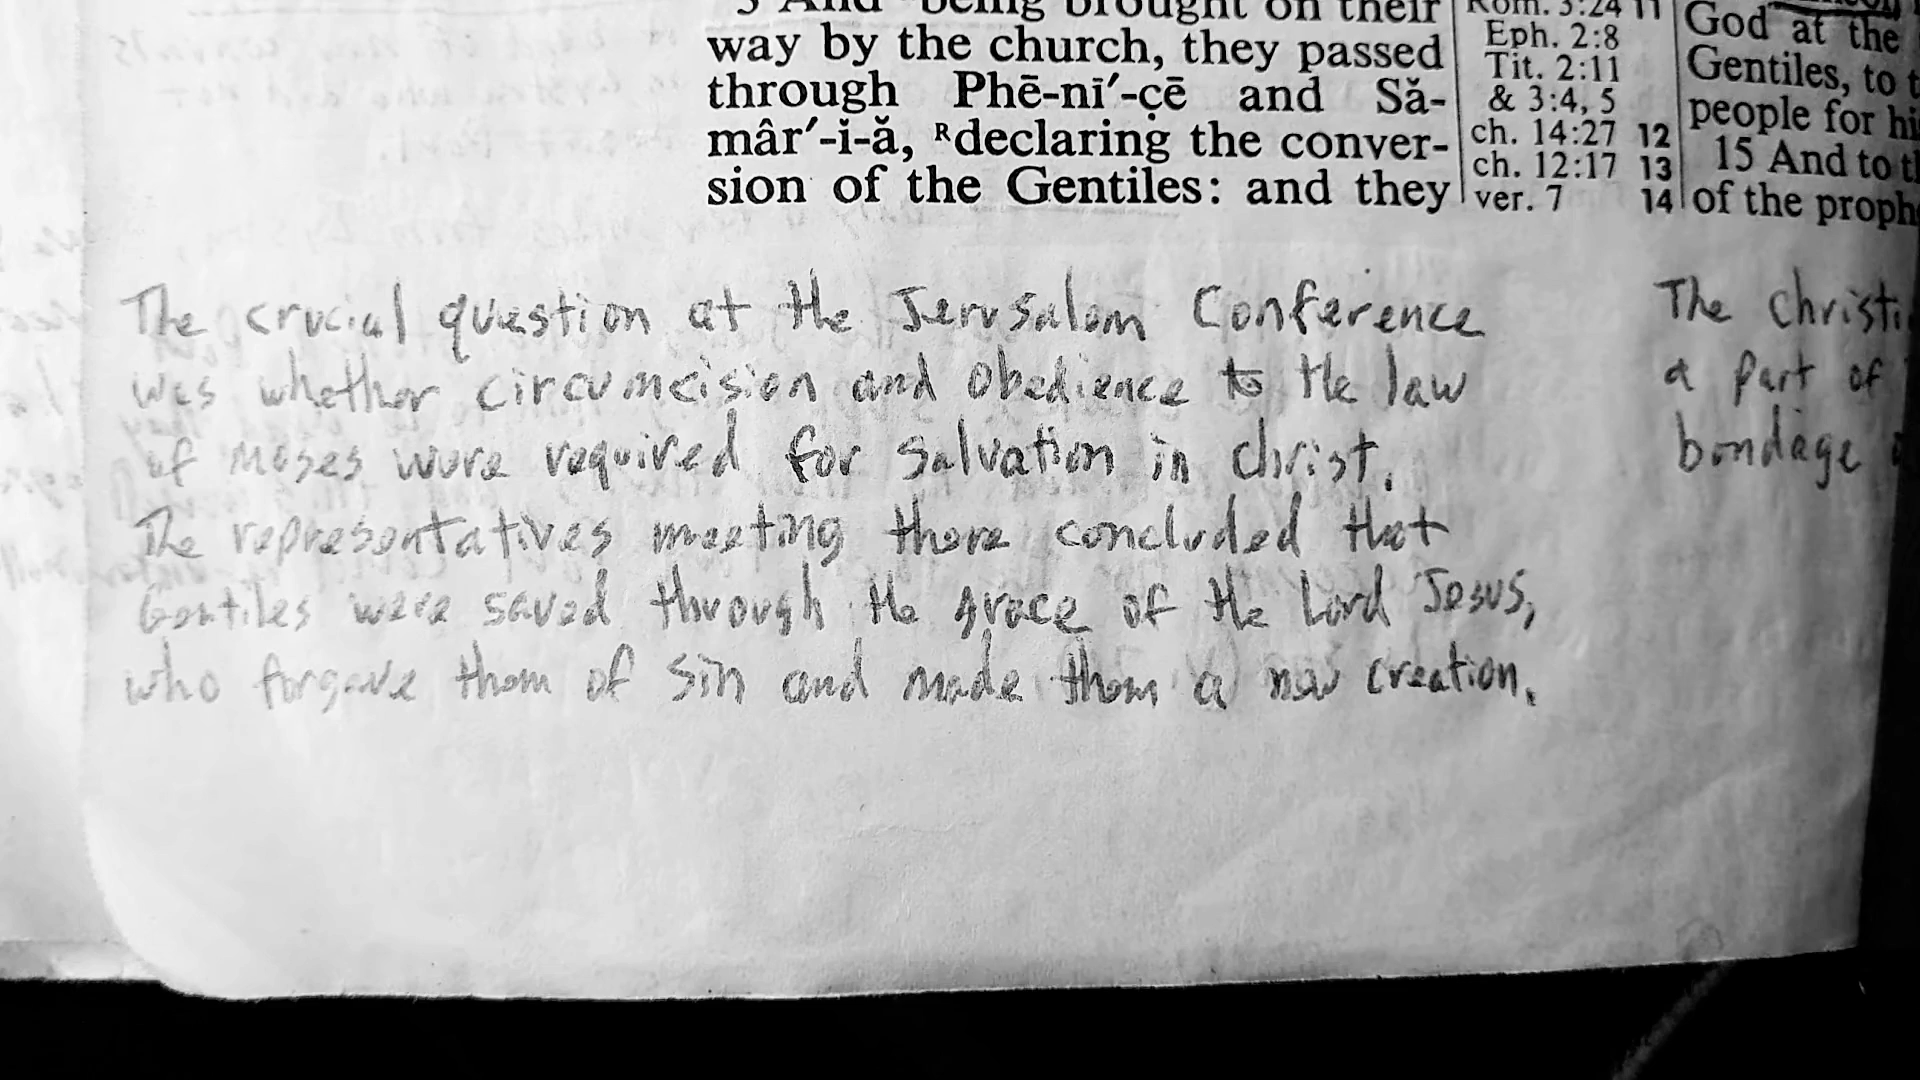 3 And being brought on their
way by the church, they passed
through Phē-nī′-çē and Să-
mâr′-ĭ-ă, ᴿdeclaring the conver-
sion of the Gentiles: and they
Rom. 3:24 11
Eph. 2:8
Tit. 2:11
& 3:4, 5
ch. 14:27 12
ch. 12:17 13
ver. 7 14
God at the
Gentiles, to
people for
15 And to
of the
The crucial question at the Jerusalem Conference
was whether circumcision and obedience to the law
of Moses were required for salvation in christ.
The representatives meeting there concluded that
Gentiles were saved through the grace of the Lord Jesus,
who forgave them of sin and made them a new creation.
The
a part of
bondage